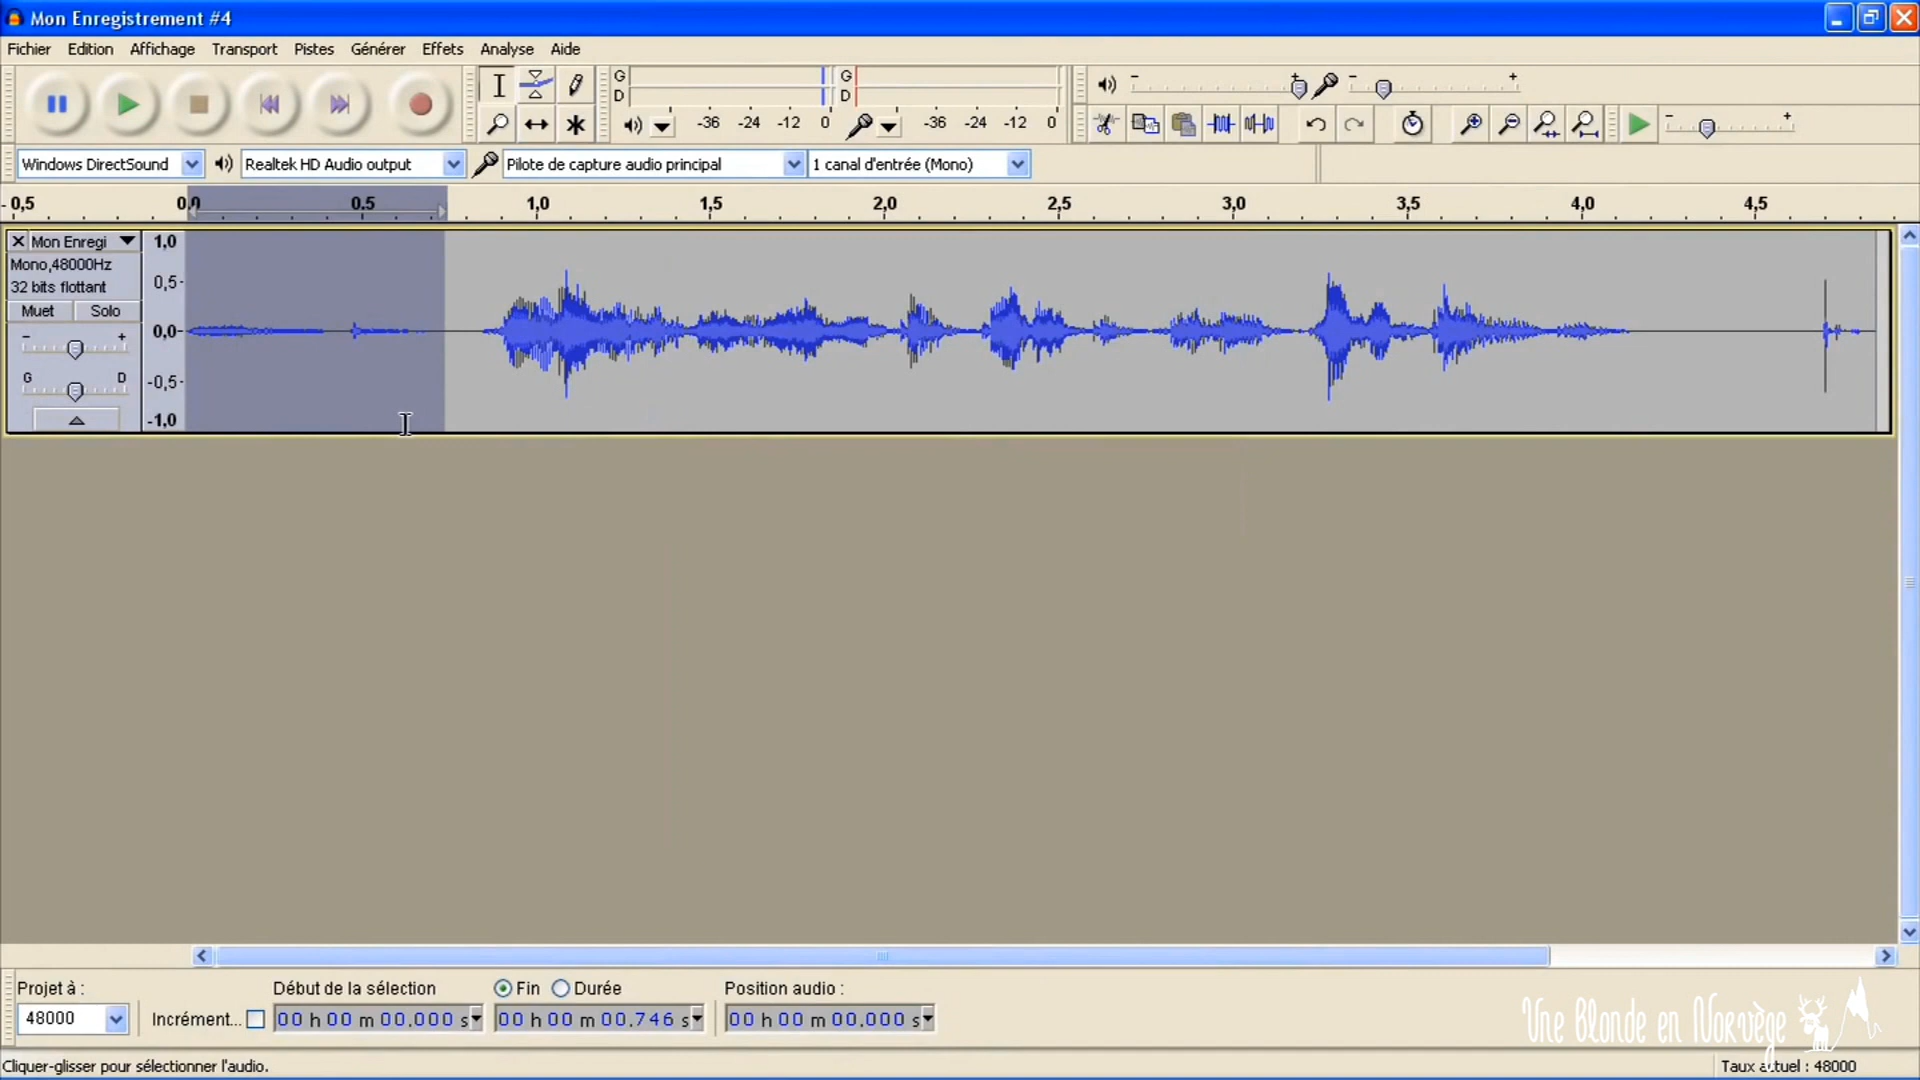 Mon Enregistrement #4
Fichier Edition Affichage Transport Pistes Générer Effets Analyse Aide
G
D
-36 -24 -12 0
G
D
-36 -24 -12 0
Windows DirectSound Realtek HD Audio output Pilote de capture audio principal 1 canal d'entrée (Mono)
- 0,5 0,0 0,5 1,0 1,5 2,0 2,5 3,0 3,5 4,0 4,5
Mon Enregi
Mono,48000Hz
32 bits flottant
Muet Solo
- +
G D
1,0
0,5-
0,0-
-0,5-
-1,0
Projet à :
48000
Incrément...
Début de la sélection
00 h 00 m 00.000 s
Fin Durée
00 h 00 m 00.746 s
Position audio :
00 h 00 m 00.000 s
Une Blonde en Norvège
Cliquer-glisser pour sélectionner l'audio.
Taux actuel : 48000